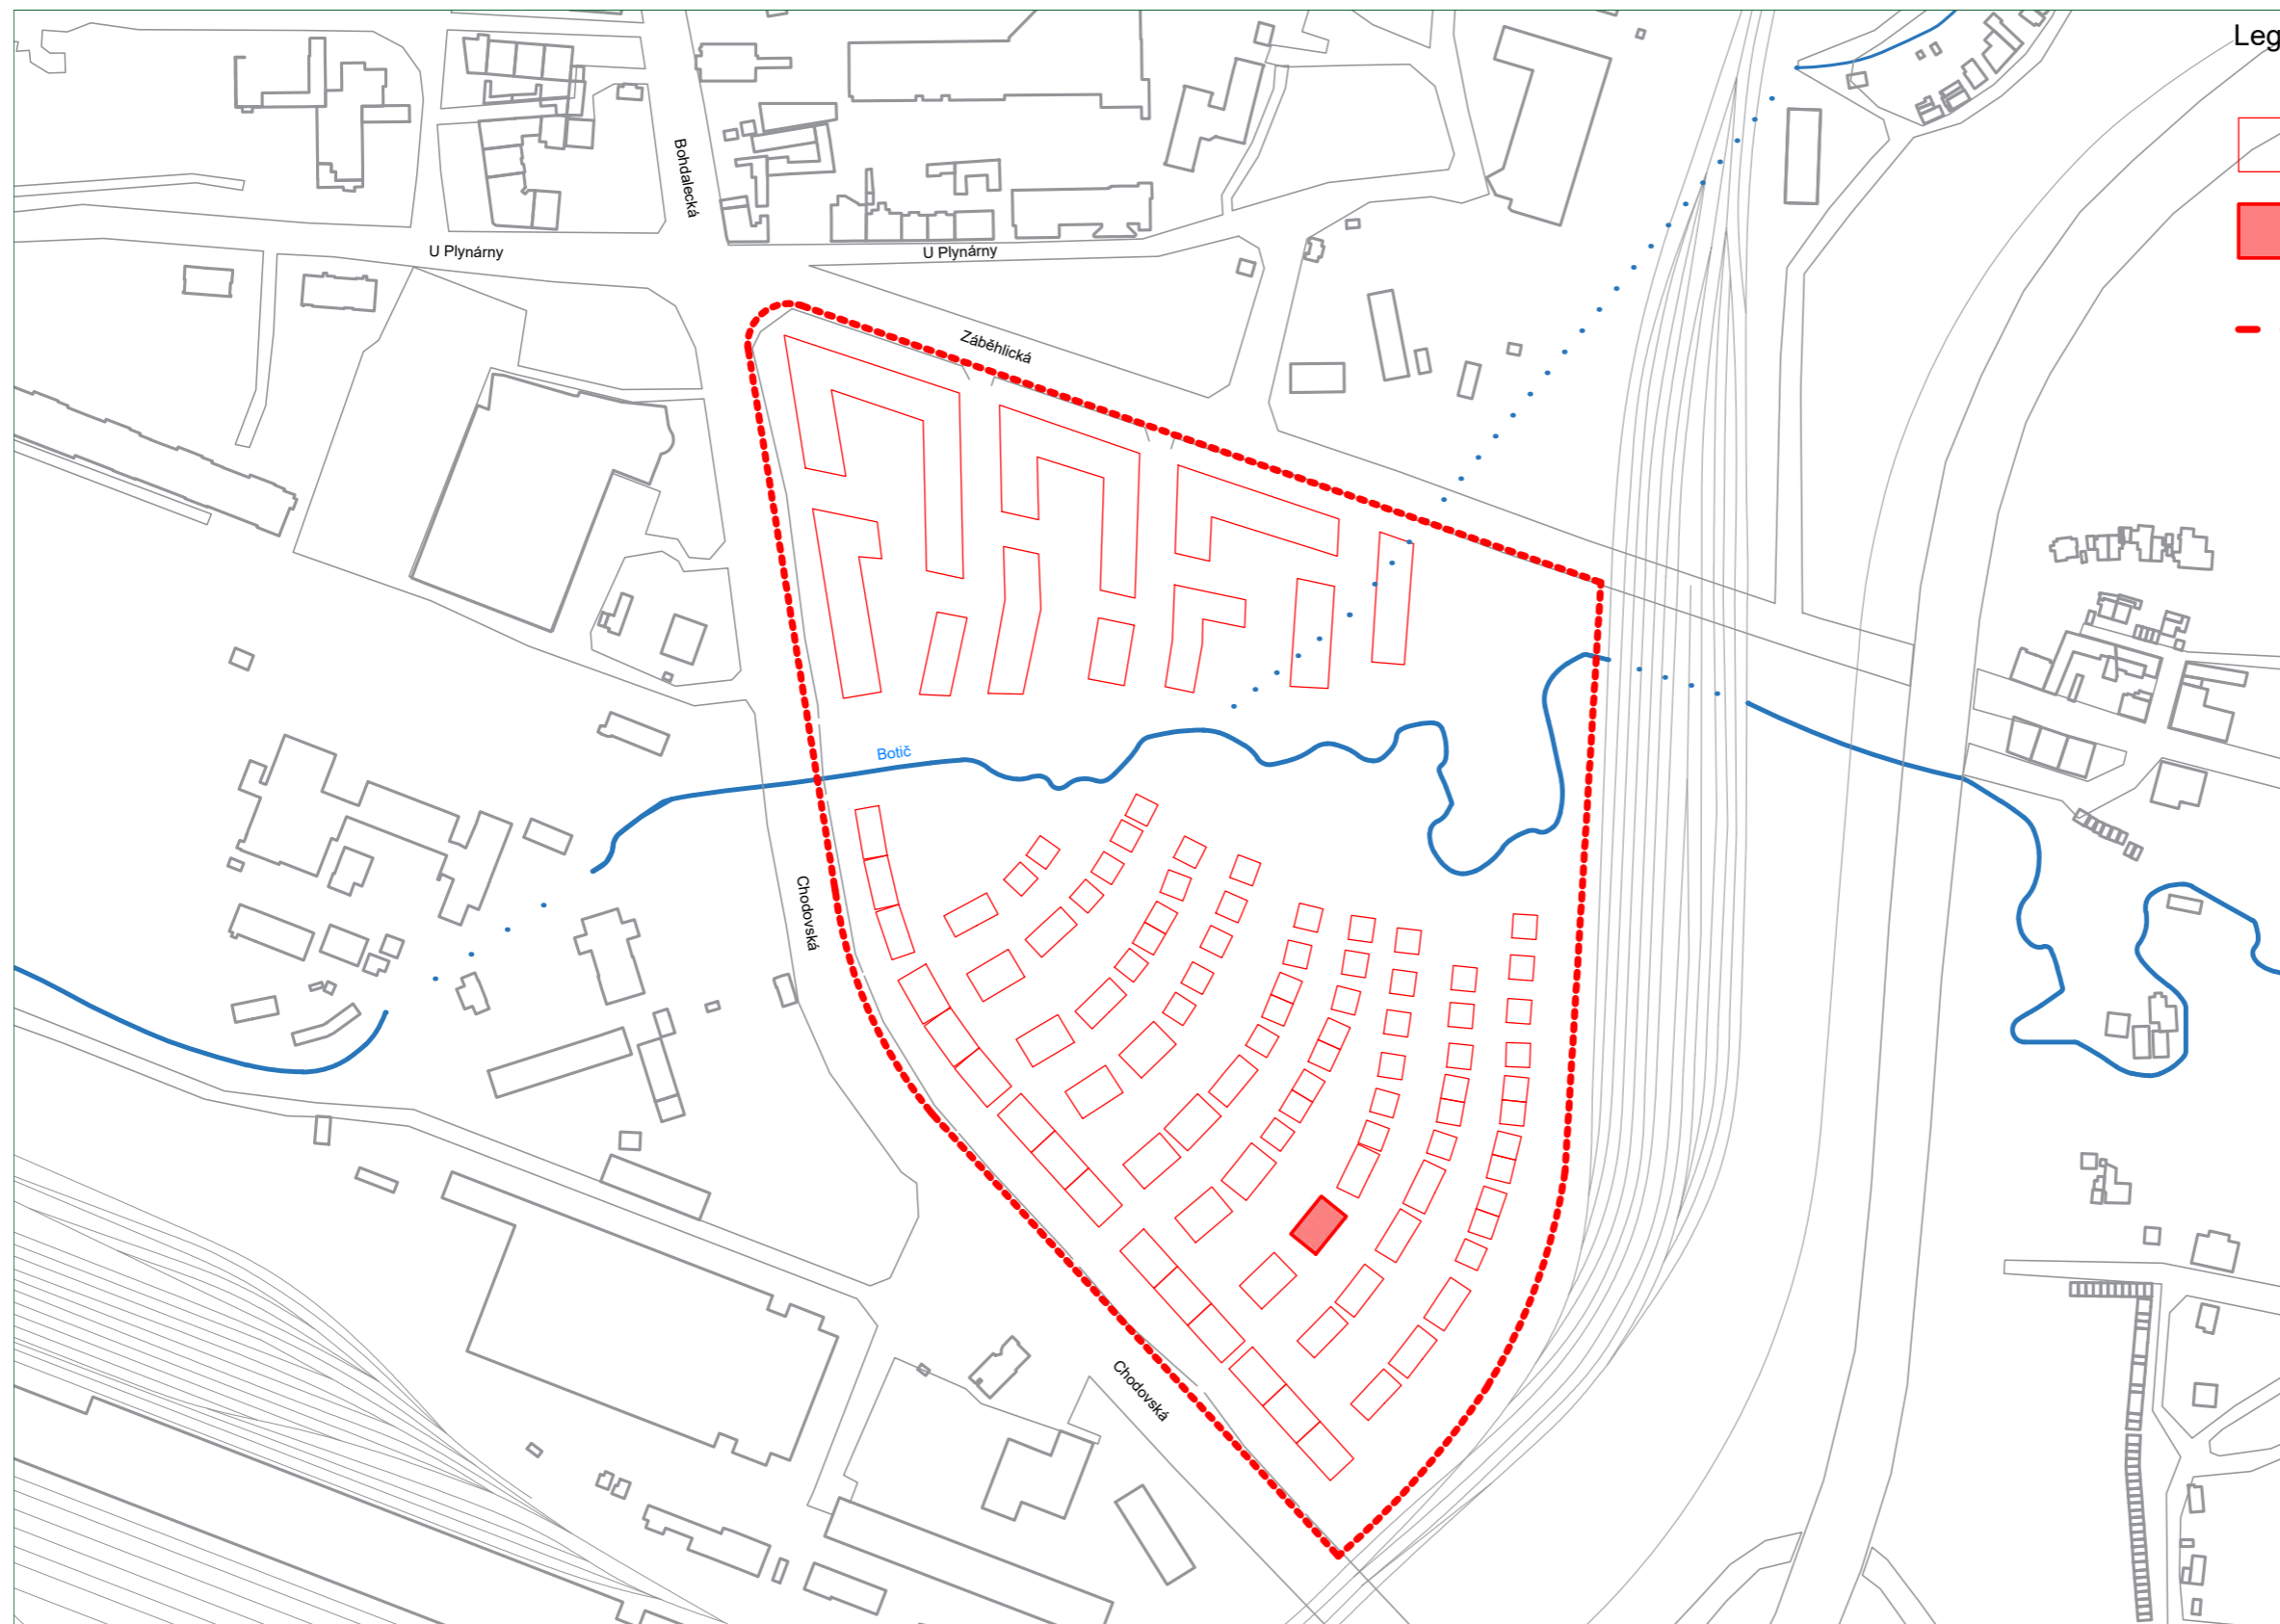 Leg
Bohdalecká
U Plynárny
U Plynárny
Záběhlická
Botič
Chodovská
Chodovská